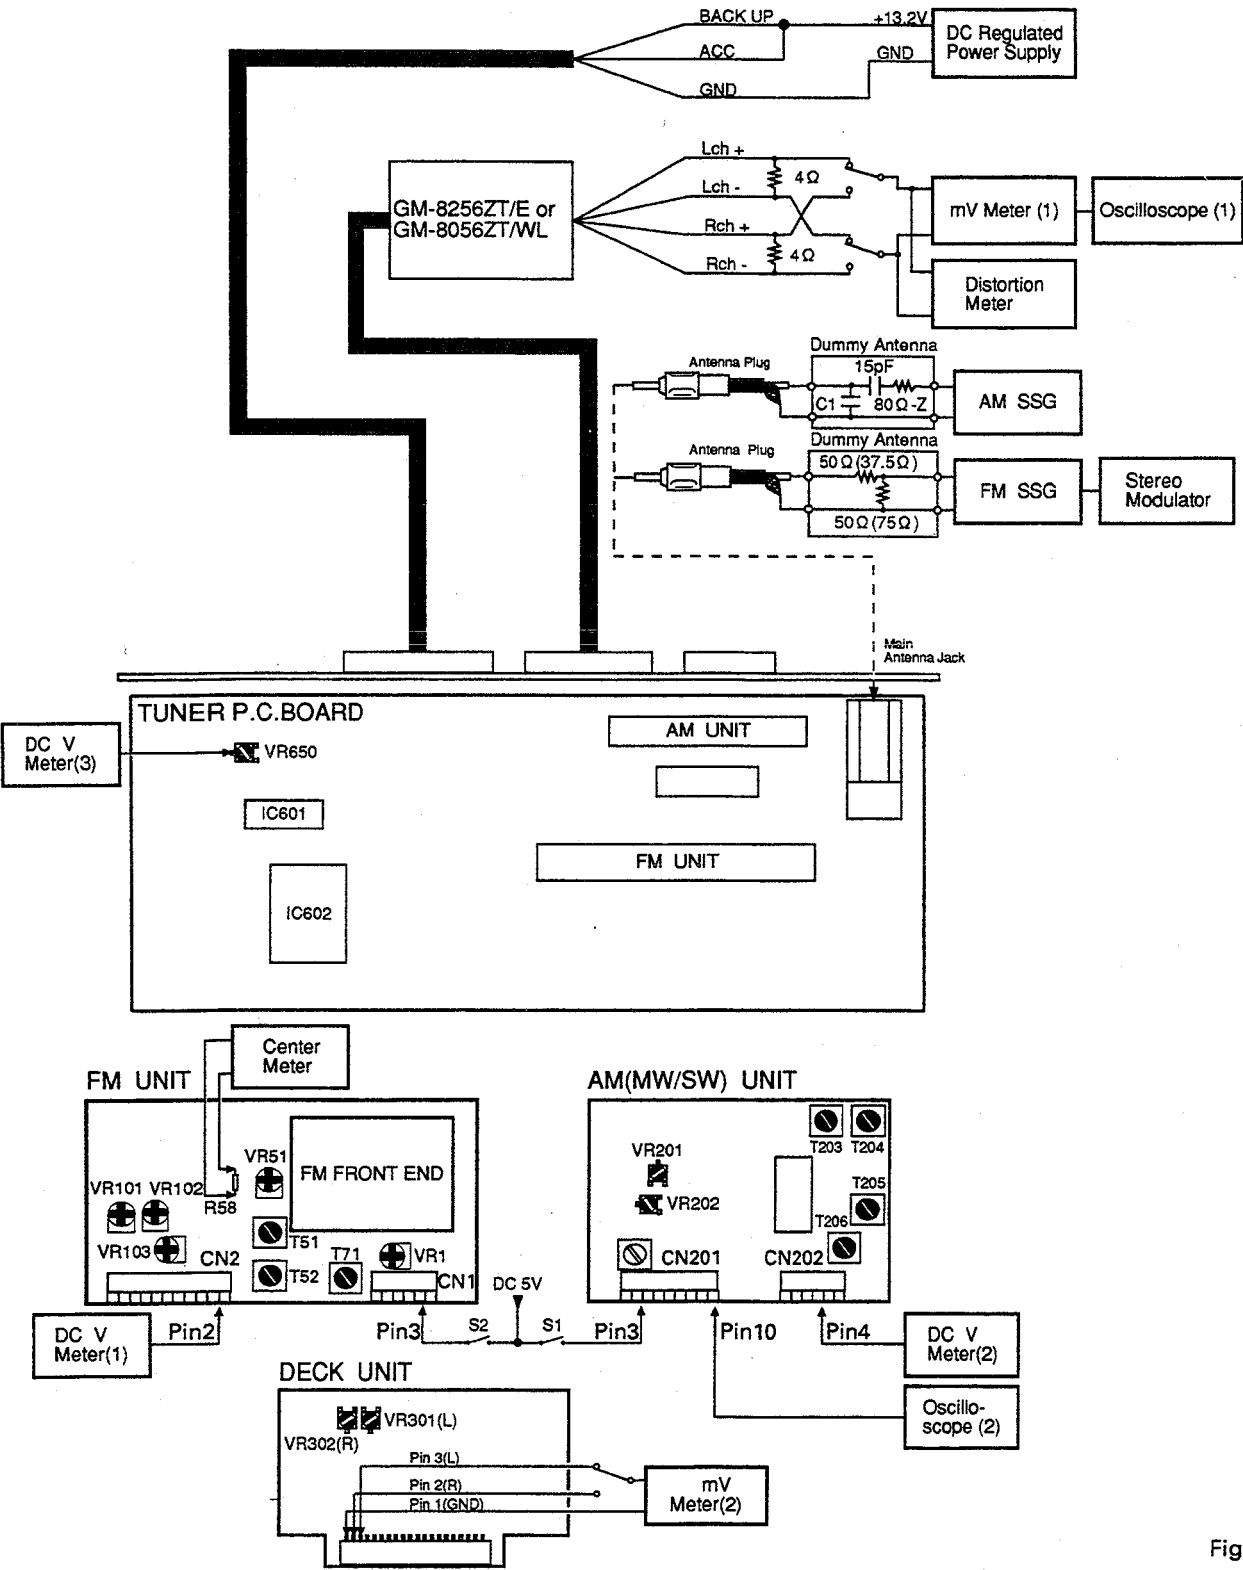 BACK UP
+13.2V
DC Regulated
Power Supply
ACC
GND
GND
Lch +
4Ω
Lch -
GM-8256ZT/E or
GM-8056ZT/WL
Rch +
4Ω
Rch -
mV Meter (1)
Oscilloscope (1)
Distortion
Meter
Dummy Antenna
Antenna Plug
15pF
C1
80Ω-Z
AM SSG
Dummy Antenna
Antenna Plug
50Ω(37.5Ω)
50Ω(75Ω)
FM SSG
Stereo
Modulator
Main
Antenna Jack
TUNER P.C.BOARD
DC V
Meter(3)
VR650
AM UNIT
IC601
FM UNIT
IC602
Center
Meter
FM UNIT
AM(MW/SW) UNIT
VR51
FM FRONT END
VR101
VR102
R58
VR103
CN2
T51
T52
T71
VR1
CN1
VR201
VR202
T203
T204
T205
T206
CN201
CN202
DC 5V
DC V
Meter(1)
Pin2
Pin3
S2
S1
Pin3
Pin10
Pin4
DC V
Meter(2)
Oscillo-
scope (2)
DECK UNIT
VR301(L)
VR302(R)
Pin 3(L)
Pin 2(R)
Pin 1(GND)
mV
Meter(2)
Fig